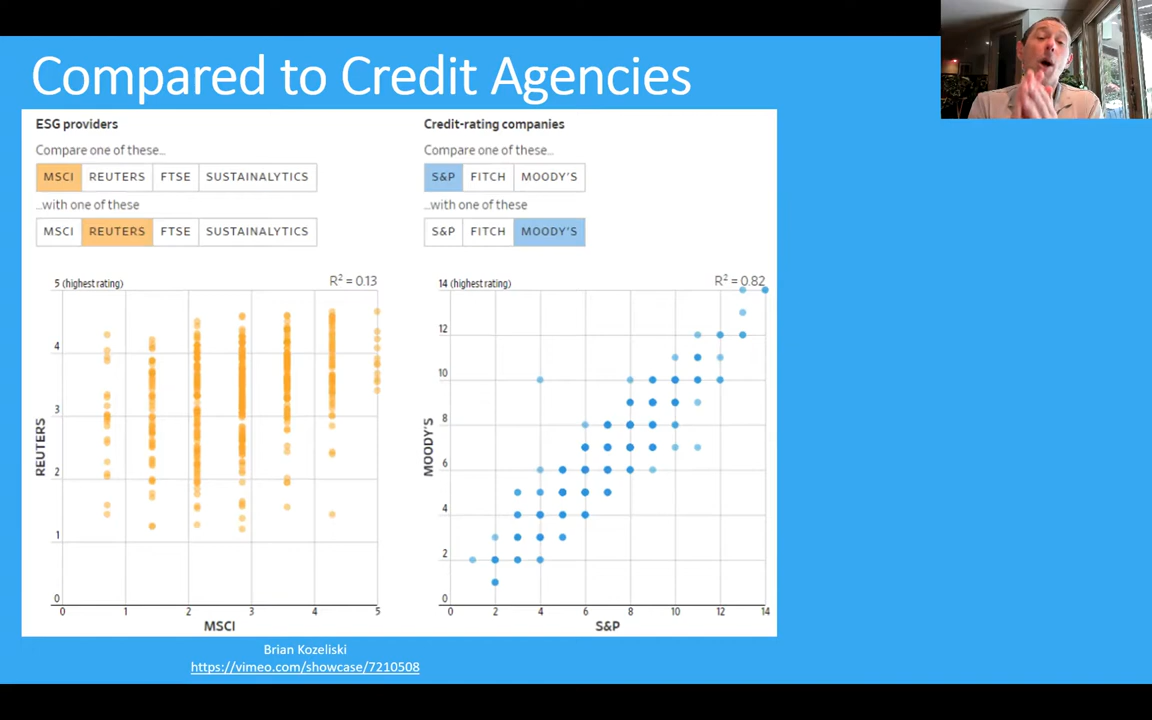 Compared to Credit Agencies
ESG providers
Compare one of these...
MSCI REUTERS FTSE SUSTAINALYTICS
...with one of these
MSCI REUTERS FTSE SUSTAINALYTICS
5 (highest rating) R² = 0.13
4
3
2
1
0
REUTERS
0 1 2 3 4 5
MSCI
Credit-rating companies
Compare one of these...
S&P FITCH MOODY'S
...with one of these
S&P FITCH MOODY'S
14 (highest rating) R² = 0.82
12
10
8
6
4
2
0
MOODY'S
0 2 4 6 8 10 12 14
S&P
Brian Kozeliski
https://vimeo.com/showcase/7210508